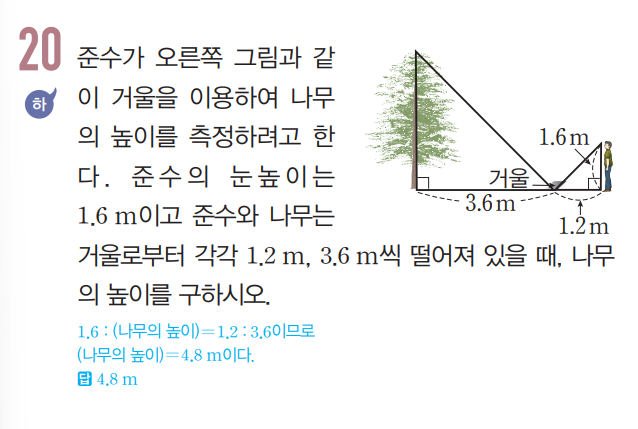 20
하
준수가 오른쪽 그림과 같
이 거울을 이용하여 나무
의 높이를 측정하려고 한
다. 준수의 눈높이는
1.6 m이고 준수와 나무는
거울로부터 각각 1.2 m, 3.6 m씩 떨어져 있을 때, 나무
의 높이를 구하시오.
1.6 m
거울
3.6 m
1.2 m
1.6 : (나무의 높이)=1.2 : 3.6이므로
(나무의 높이)=4.8 m이다.
답 4.8 m